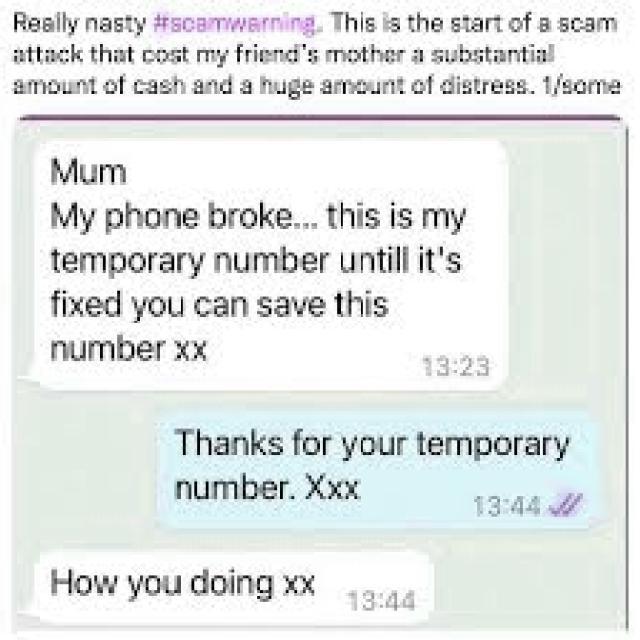 Really nasty #scamwarning. This is the start of a scam
attack that cost my friend's mother a substantial
amount of cash and a huge amount of distress. 1/some
Mum
My phone broke... this is my
temporary number untill it's
fixed you can save this
number xx
13:23
Thanks for your temporary
number. Xxx
13:44
How you doing xx
13:44